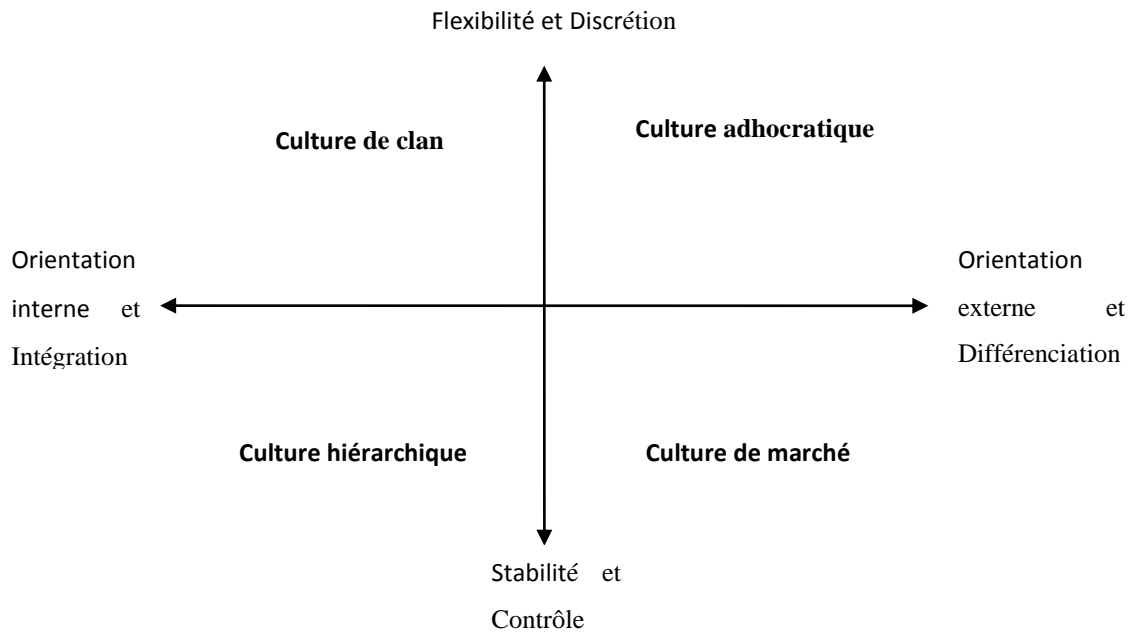 Flexibilité et Discrétion
Culture de clan
Culture adhocratique
Orientation
interne et
Intégration
Orientation
externe et
Différenciation
Culture hiérarchique
Culture de marché
Stabilité et
Contrôle